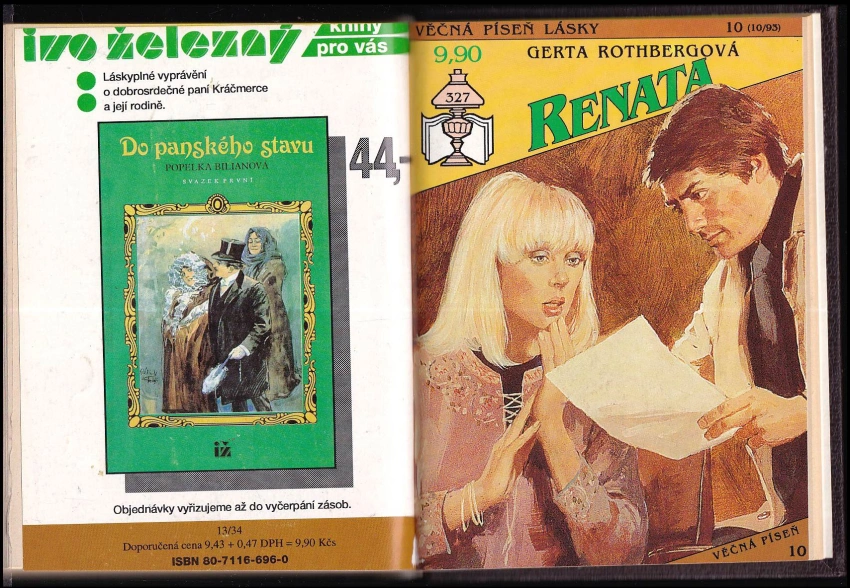 ivo železný
knihy
pro vás
Láskyplné vyprávění
o dobrosrdečné paní Kráčmerce
a její rodině.
44,-
Do panského stavu
POPELKA BILIANOVÁ
SVAZEK PRVNÍ
iž
Objednávky vyřizujeme až do vyčerpání zásob.
13/34
Doporučená cena 9,43 + 0,47 DPH = 9,90 Kčs
ISBN 80-7116-696-0
VĚČNÁ PÍSEŇ LÁSKY
10 (10/93)
9,90
GERTA ROTHBERGOVÁ
327
RENATA
VĚČNÁ PÍSEŇ
10